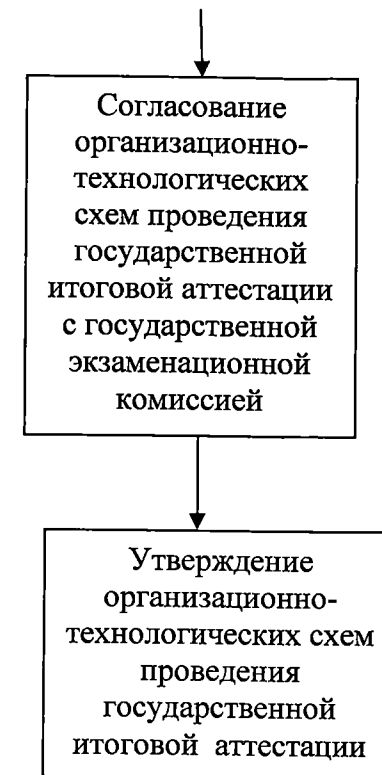 Согласование
организационно-
технологических
схем проведения
государственной
итоговой аттестации
с государственной
экзаменационной
комиссией
Утверждение
организационно-
технологических схем
проведения
государственной
итоговой аттестации